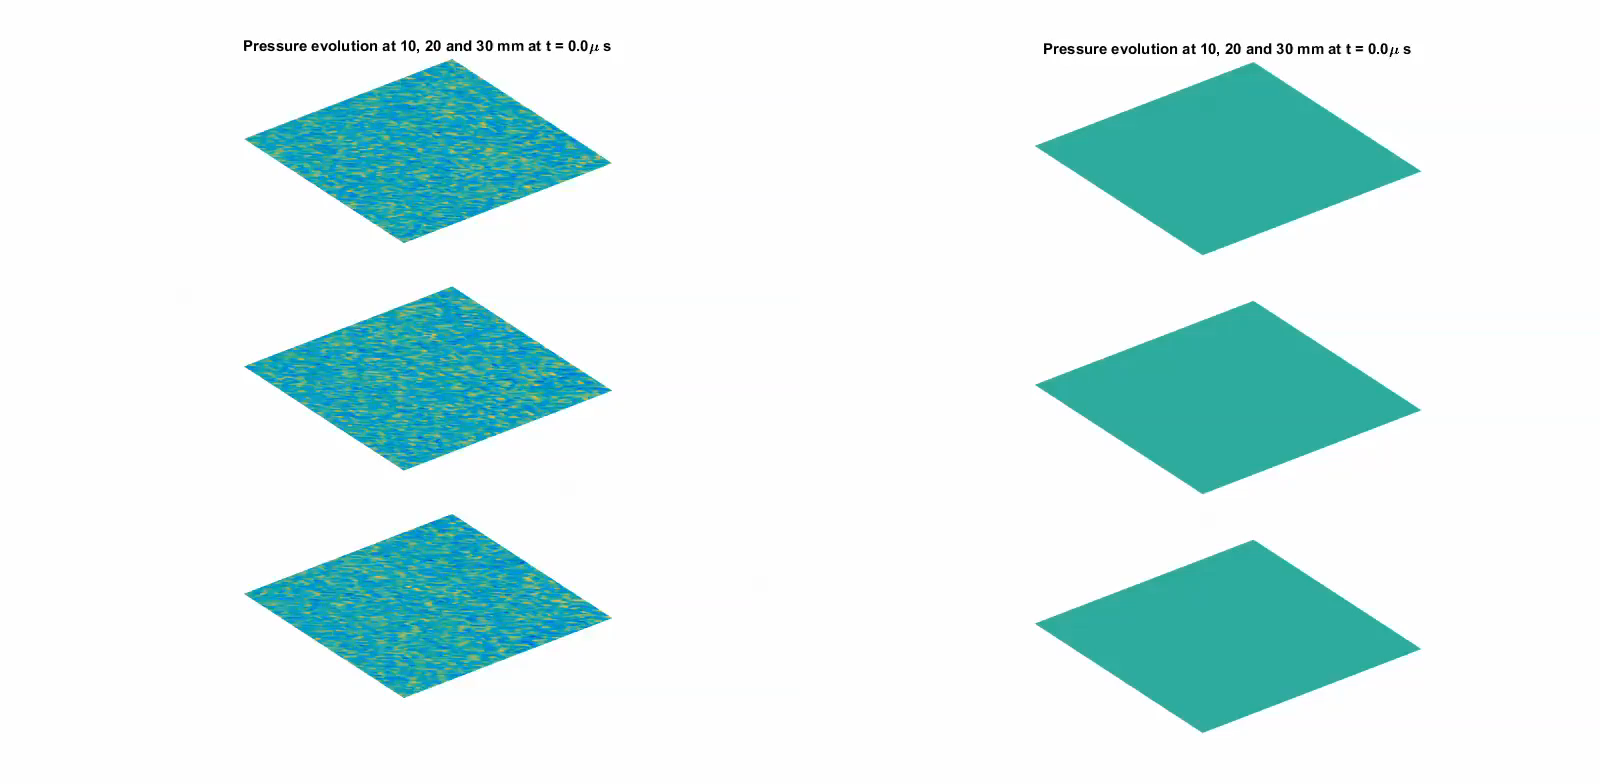 Pressure evolution at 10, 20 and 30 mm at t = 0.0μ s
Pressure evolution at 10, 20 and 30 mm at t = 0.0μ s